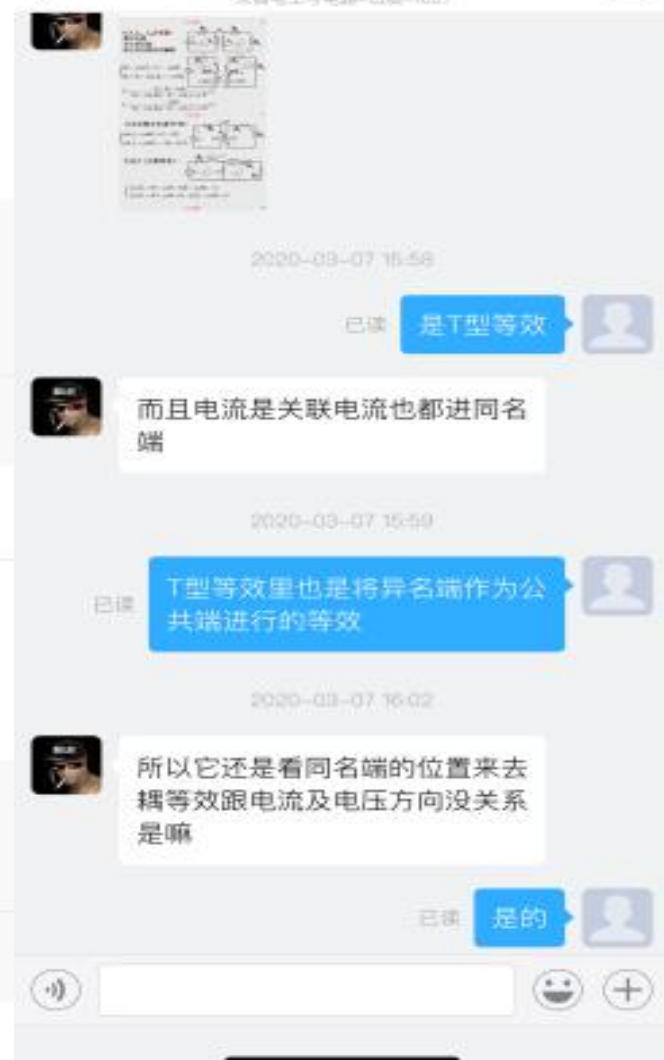 2020-03-07 15:58
已读
是T型等效
而且电流是关联电流也都进同名
端
2020-03-07 15:59
已读
T型等效里也是将异名端作为公
共端进行的等效
2020-03-07 16:02
所以它还是看同名端的位置来去
耦等效跟电流及电压方向没关系
是嘛
已读
是的